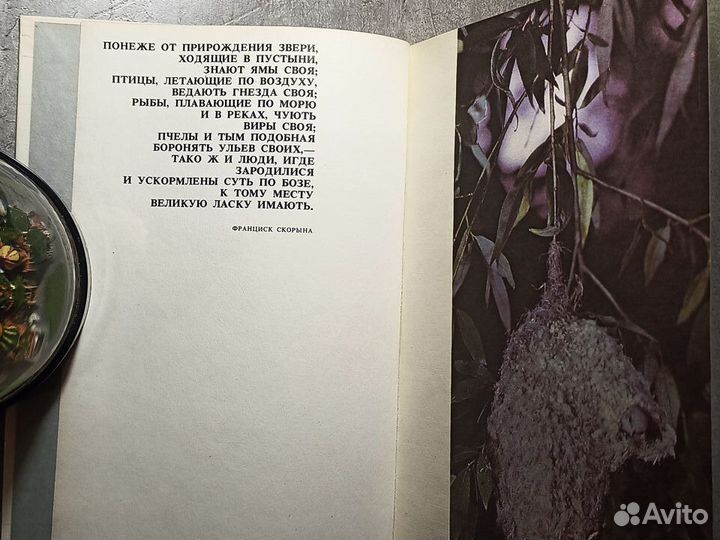 ПОНЕЖЕ ОТ ПРИРОЖДЕНИЯ ЗВЕРИ,
ХОДЯЩИЕ В ПУСТЫНИ,
ЗНАЮТ ЯМЫ СВОЯ;
ПТИЦЫ, ЛЕТАЮЩИЕ ПО ВОЗДУХУ,
ВЕДАЮТЬ ГНЕЗДА СВОЯ;
РЫБЫ, ПЛАВАЮЩИЕ ПО МОРЮ
И В РЕКАХ, ЧУЮТЬ
ВИРЫ СВОЯ;
ПЧЕЛЫ И ТЫМ ПОДОБНАЯ
БОРОНЯТЬ УЛЬЕВ СВОИХ,—
ТАКО Ж И ЛЮДИ, ИГДЕ
ЗАРОДИЛИСЯ
И УСКОРМЛЕНЫ СУТЬ ПО БОЗЕ,
К ТОМУ МЕСТУ
ВЕЛИКУЮ ЛАСКУ ИМАЮТЬ.
ФРАНЦИСК СКОРЫНА
Avito